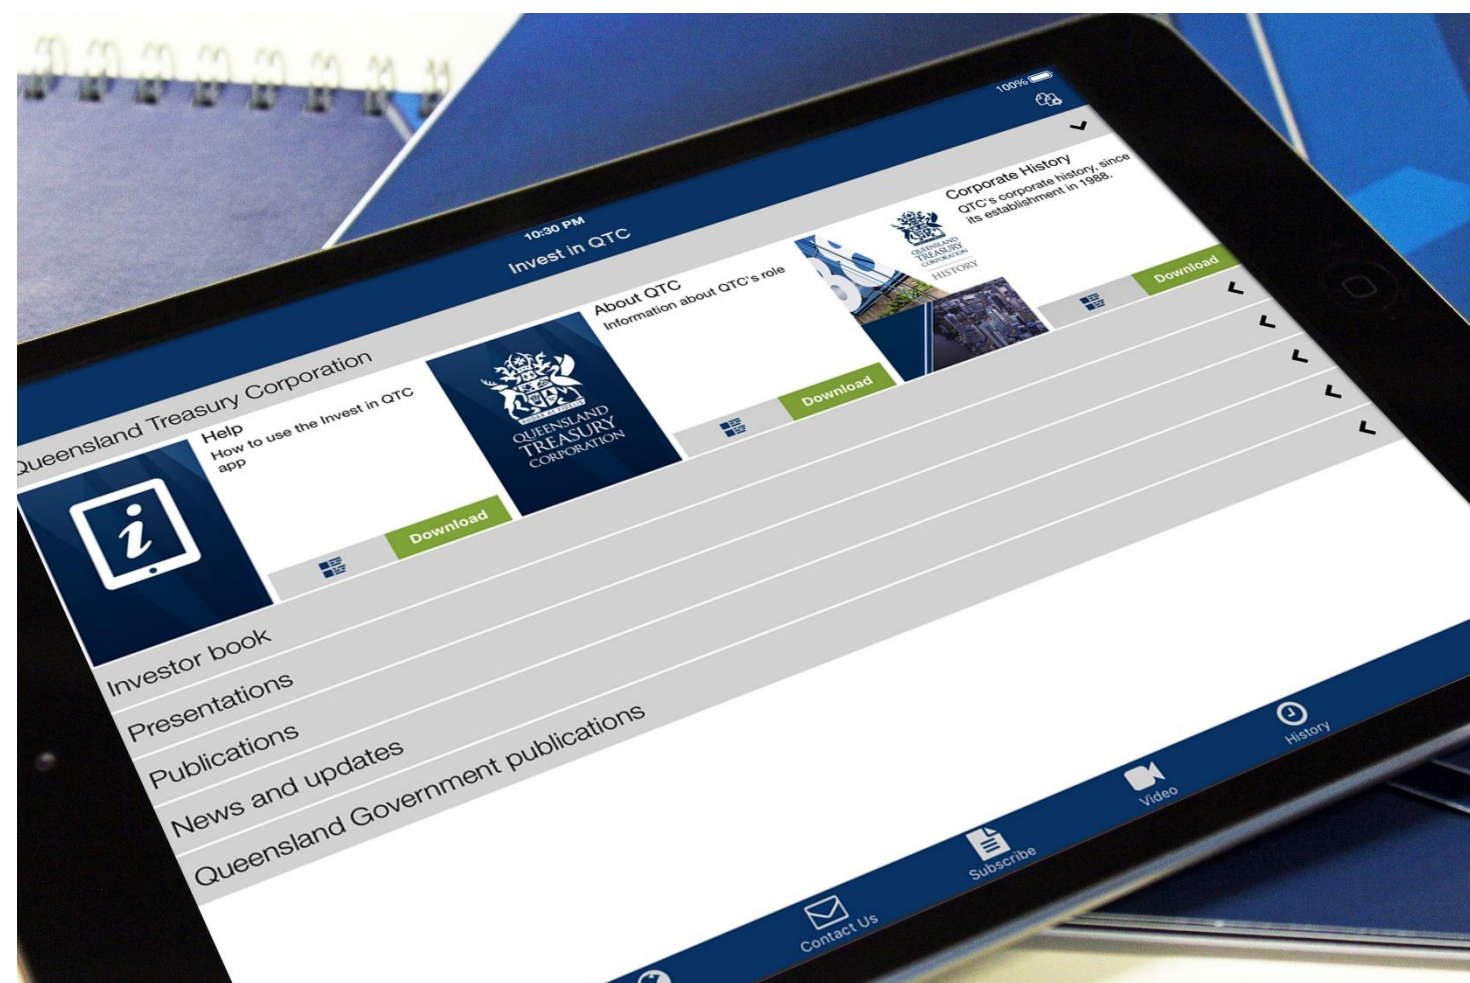 100%
10:30 PM
Invest in QTC
Queensland Treasury Corporation
Help
How to use the Invest in QTC
app
Download
QUEENSLAND
TREASURY
CORPORATION
About QTC
Information about QTC's role
Download
QUEENSLAND
TREASURY
CORPORATION
HISTORY
Corporate History
QTC's corporate history, since
its establishment in 1988.
Download
Investor book
Presentations
Publications
News and updates
Queensland Government publications
Contact Us
Subscribe
Video
History